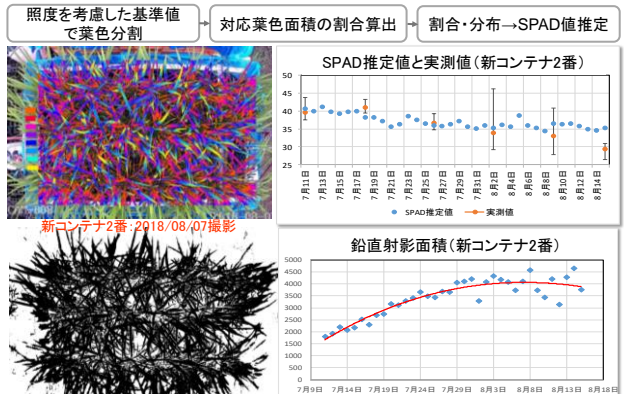 照度を考慮した基準値
で葉色分割
対応葉色面積の割合算出
割合・分布→SPAD値推定
SPAD推定値と実測値(新コンテナ2番)
50
45
40
35
30
25
7月11日
7月13日
7月15日
7月17日
7月19日
7月21日
7月23日
7月25日
7月27日
7月29日
7月31日
8月2日
8月4日
8月6日
8月8日
8月10日
8月12日
8月14日
SPAD推定値
実測値
新コンテナ2番:2018/08/07撮影
鉛直射影面積(新コンテナ2番)
5000
4500
4000
3500
3000
2500
2000
1500
1000
500
0
7月9日
7月14日
7月19日
7月24日
7月29日
8月3日
8月8日
8月13日
8月18日